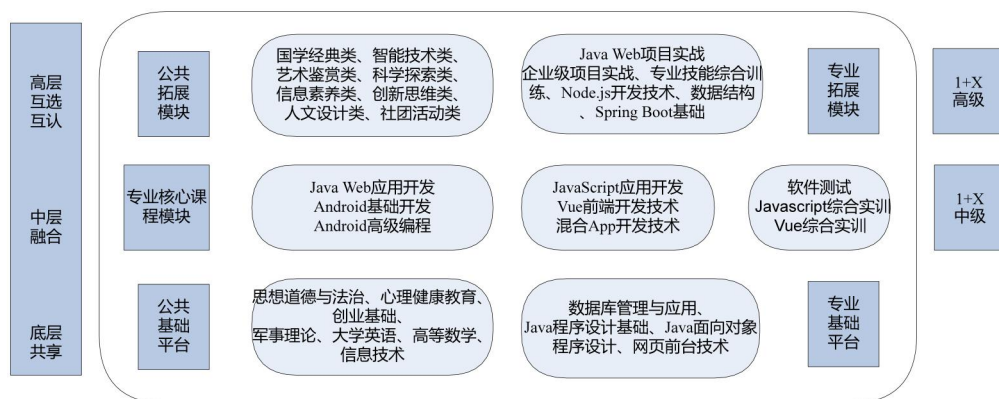 高层
互选
互认
公共
拓展
模块
国学经典类、智能技术类、
艺术鉴赏类、科学探索类、
信息素养类、创新思维类、
人文设计类、社团活动类
Java Web项目实战
企业级项目实战、专业技能综合训
练、Node.js开发技术、数据结构
、Spring Boot基础
专业
拓展
模块
1+X
高级
中层
融合
专业核心课
程模块
Java Web应用开发
Android基础开发
Android高级编程
JavaScript应用开发
Vue前端开发技术
混合App开发技术
软件测试
Javascript综合实训
Vue综合实训
1+X
中级
底层
共享
公共
基础
平台
思想道德与法治、心理健康教育、
创业基础、
军事理论、大学英语、高等数学、
信息技术
数据库管理与应用、
Java程序设计基础、Java面向对象
程序设计、网页前台技术
专业
基础
平台